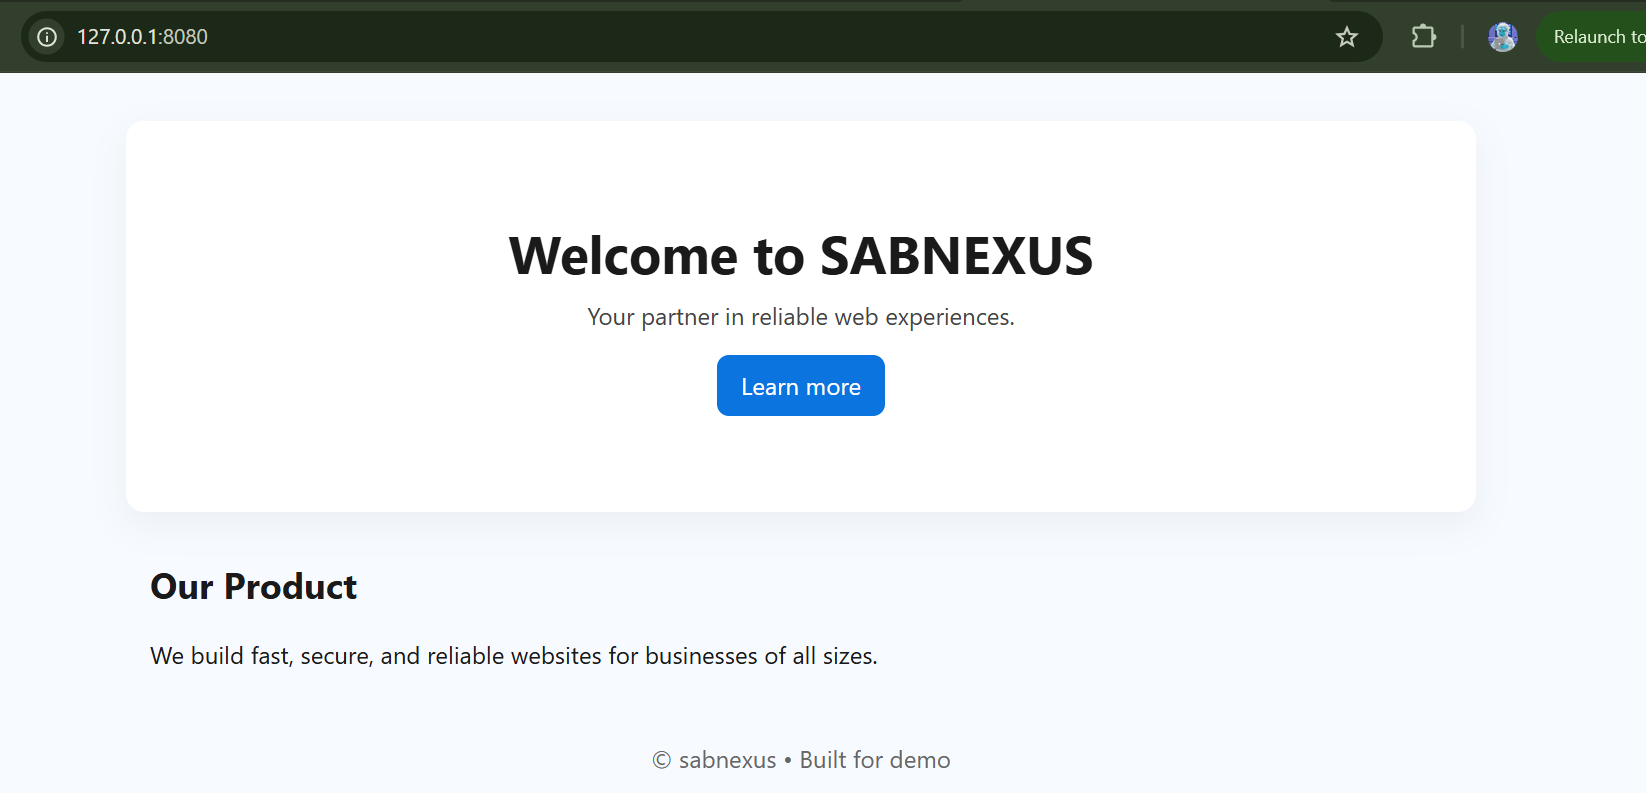 127.0.0.1:8080
Relaunch to
Welcome to SABNEXUS
Your partner in reliable web experiences.
Learn more
Our Product
We build fast, secure, and reliable websites for businesses of all sizes.
© sabnexus • Built for demo